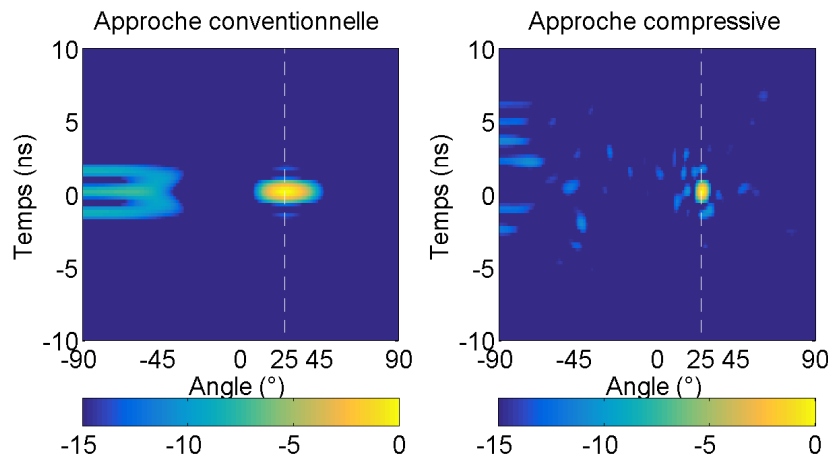 Approche conventionnelle
10
5
0
-5
-10
Temps (ns)
-90 -45 0 25 45 90
Angle (°)
-15 -10 -5 0
Approche compressive
10
5
0
-5
-10
Temps (ns)
-90 -45 0 25 45 90
Angle (°)
-15 -10 -5 0